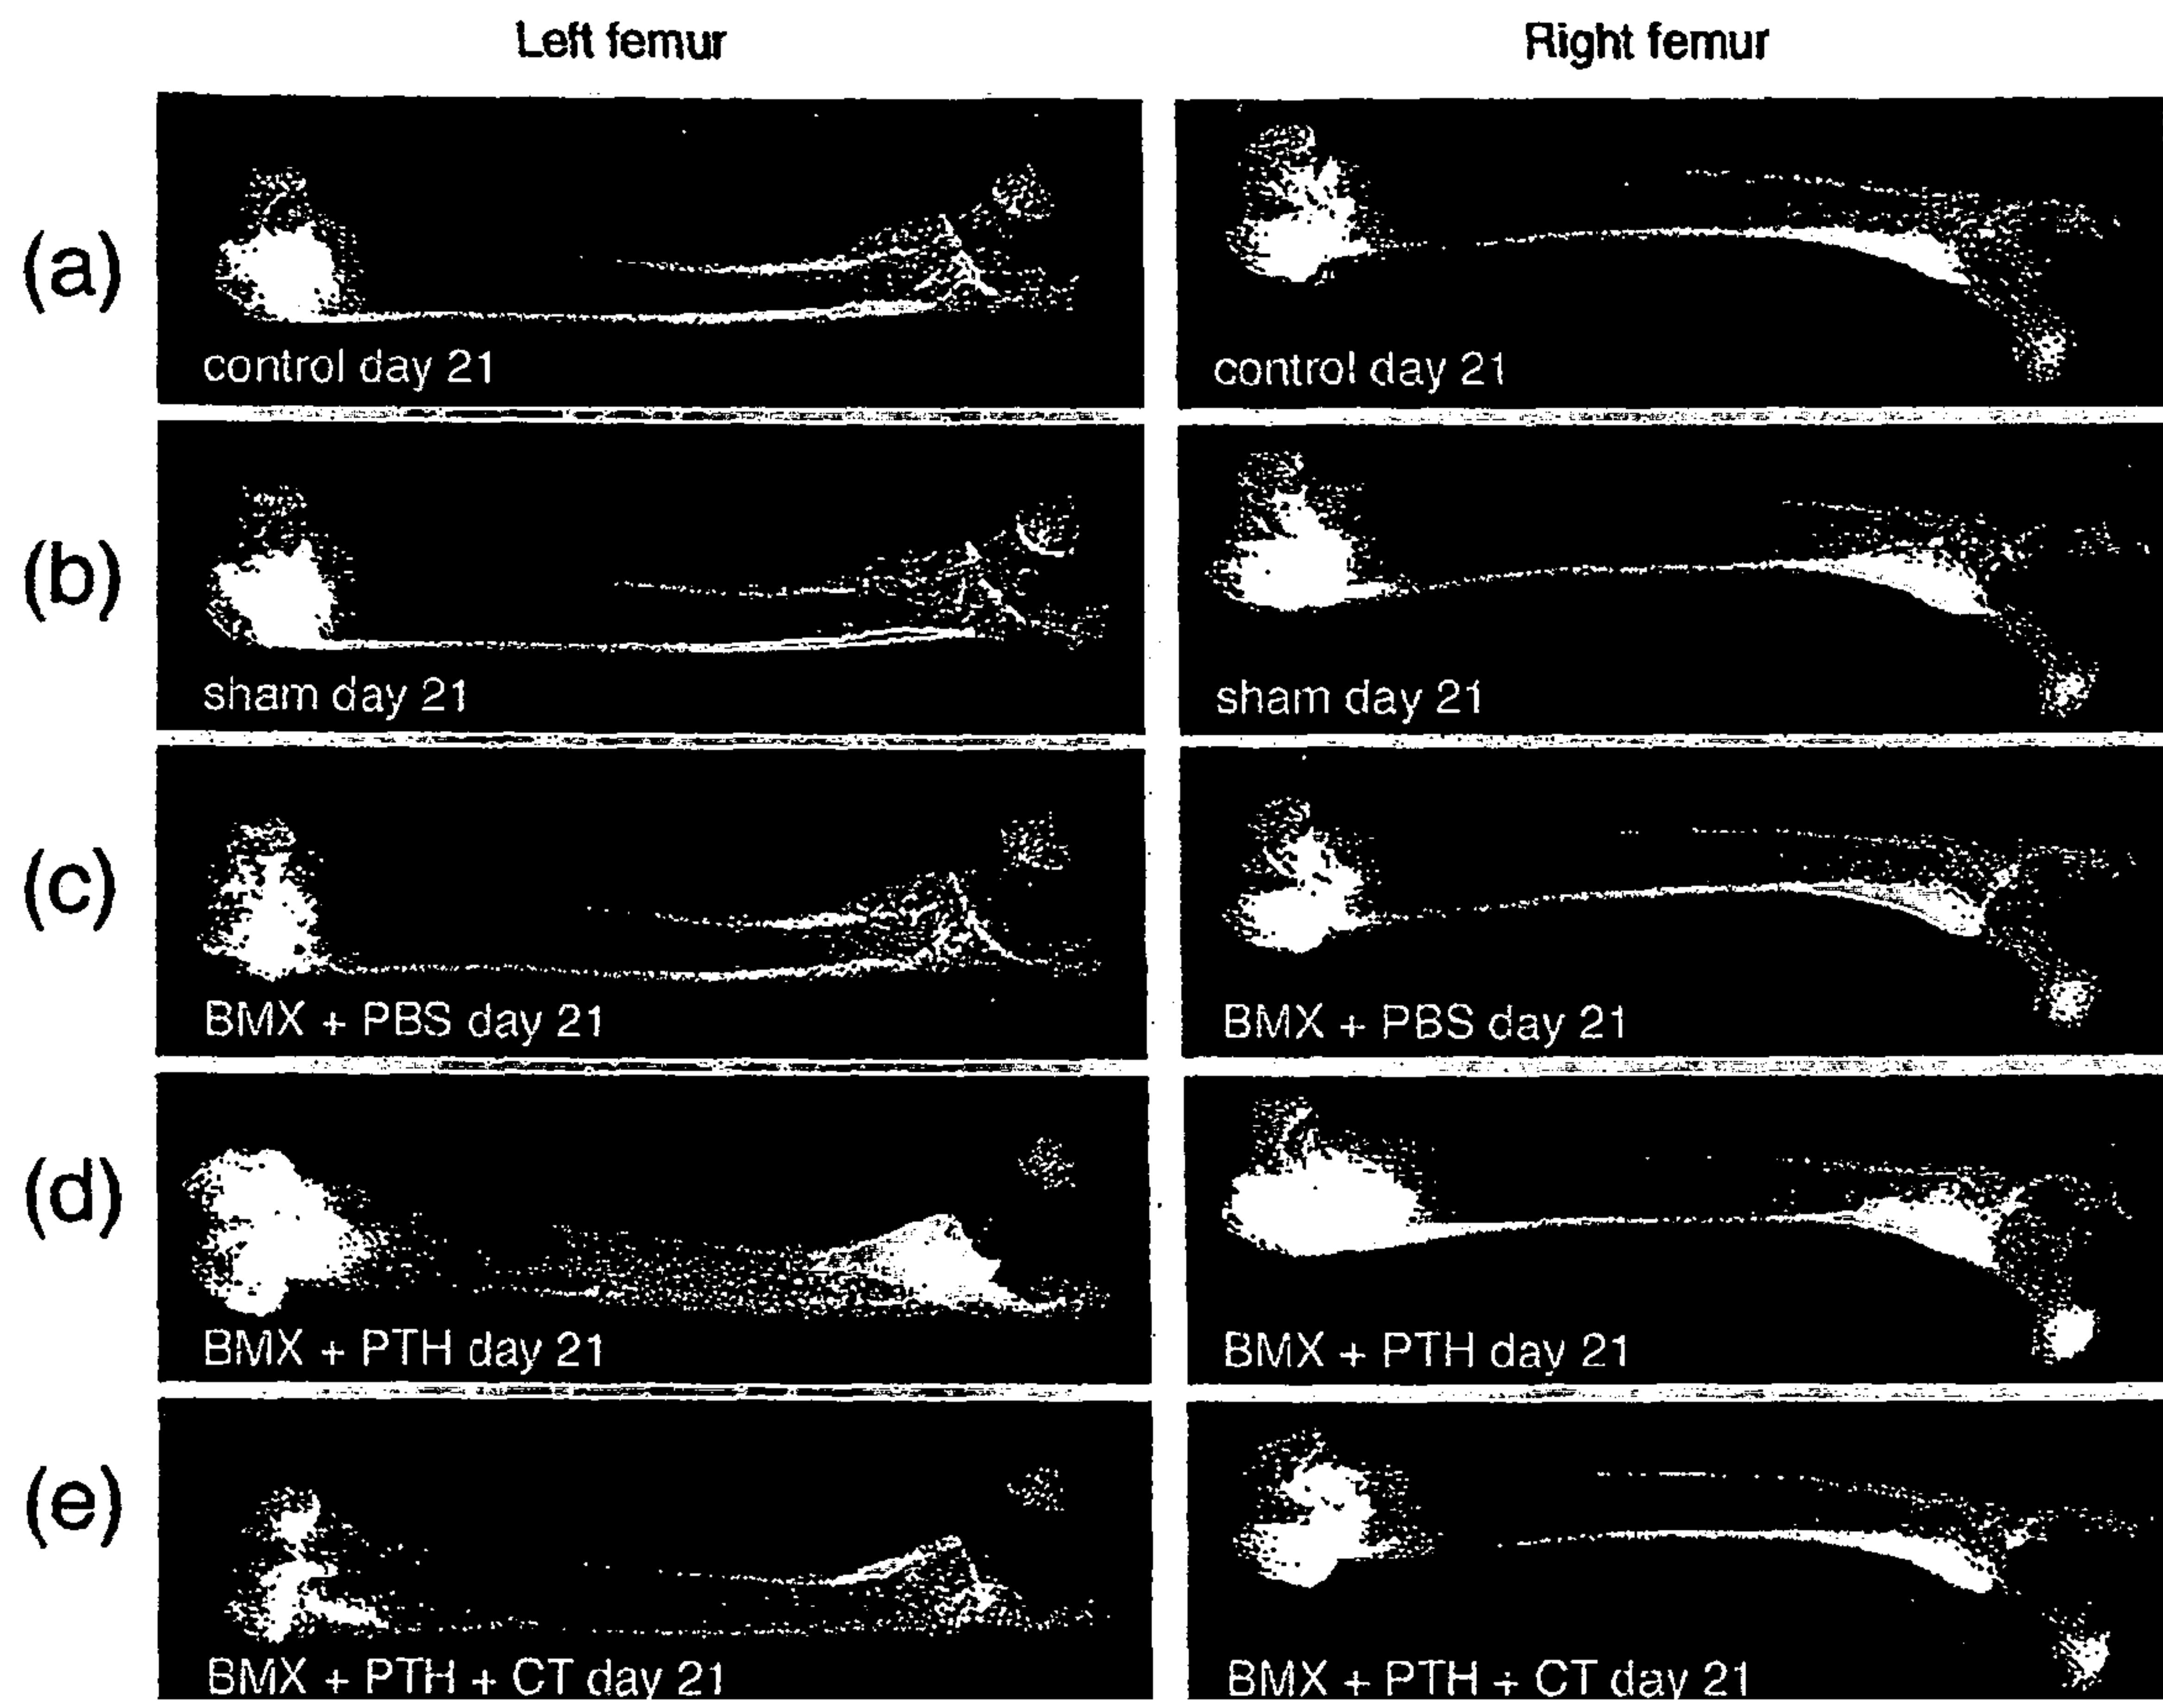 Left femur
Right femur
(a)
control day 21
control day 21
(b)
sham day 21
sham day 21
(c)
BMX + PBS day 21
BMX + PBS day 21
(d)
BMX + PTH day 21
BMX + PTH day 21
(e)
BMX + PTH + CT day 21
BMX + PTH + CT day 21